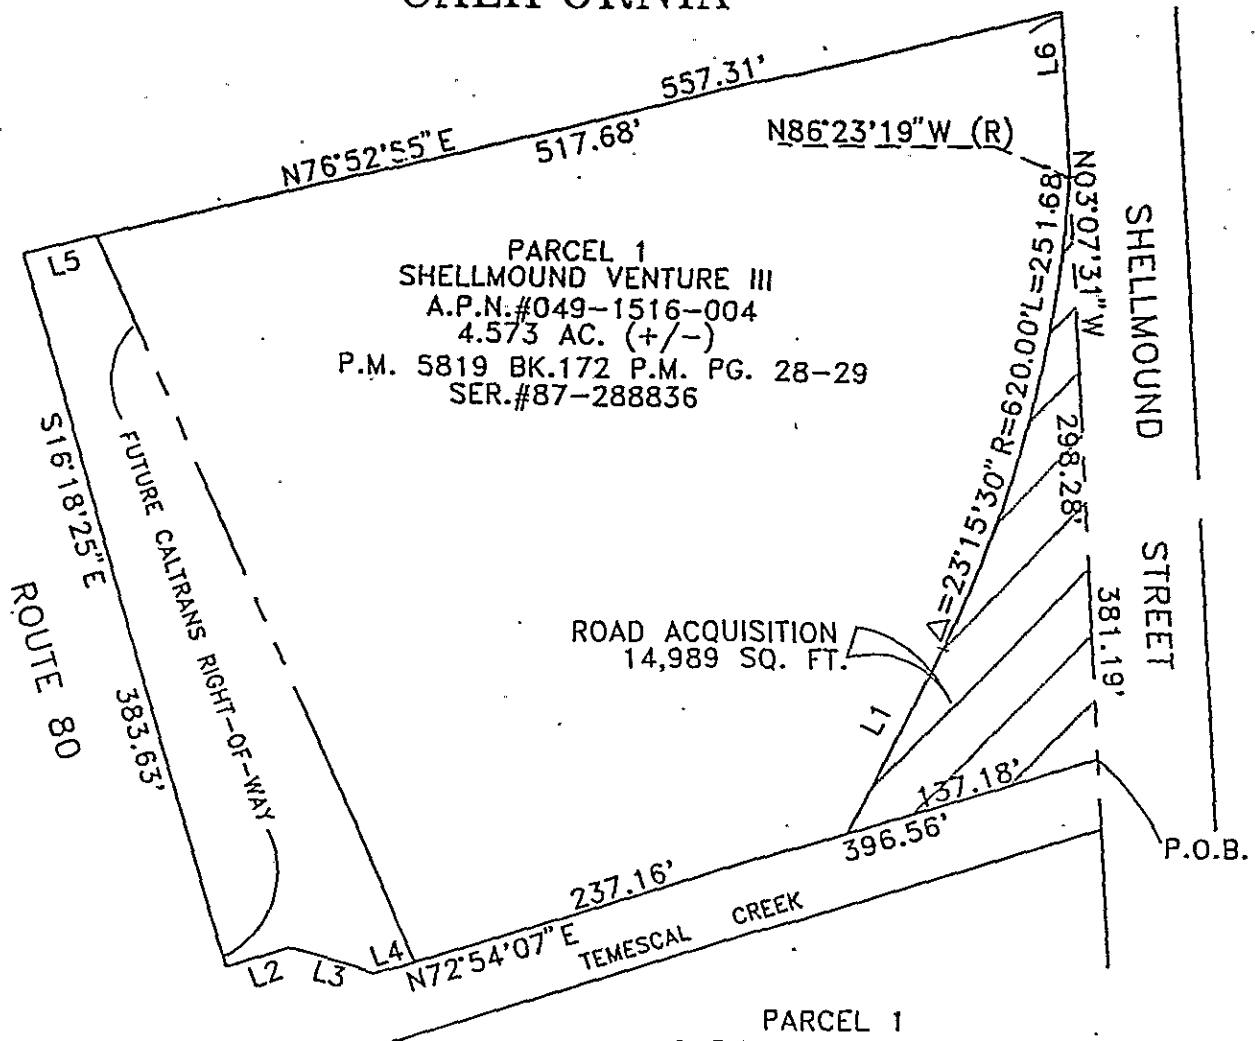 CALIFORNIA
557.31'
L6
N86°23'19"W (R)
N76°52'55"E
517.68'
L5
PARCEL 1
SHELLMOUND VENTURE III
A.P.N.#049-1516-004
4.573 AC. (+/-)
P.M. 5819 BK.172 P.M. PG. 28-29
SER.#87-288836
N03°07'31"W
SHELLMOUND
STREET
Δ=23°15'30" R=620.00' L=251.68'
298.28'
381.19'
S16°18'25"E
383.63'
FUTURE CALTRANS RIGHT-OF-WAY
ROUTE 80
ROAD ACQUISITION
14,989 SQ. FT.
L1
137.18'
396.56'
P.O.B.
237.16'
N72°54'07"E
TEMESCAL CREEK
L2
L3
L4
PARCEL 1